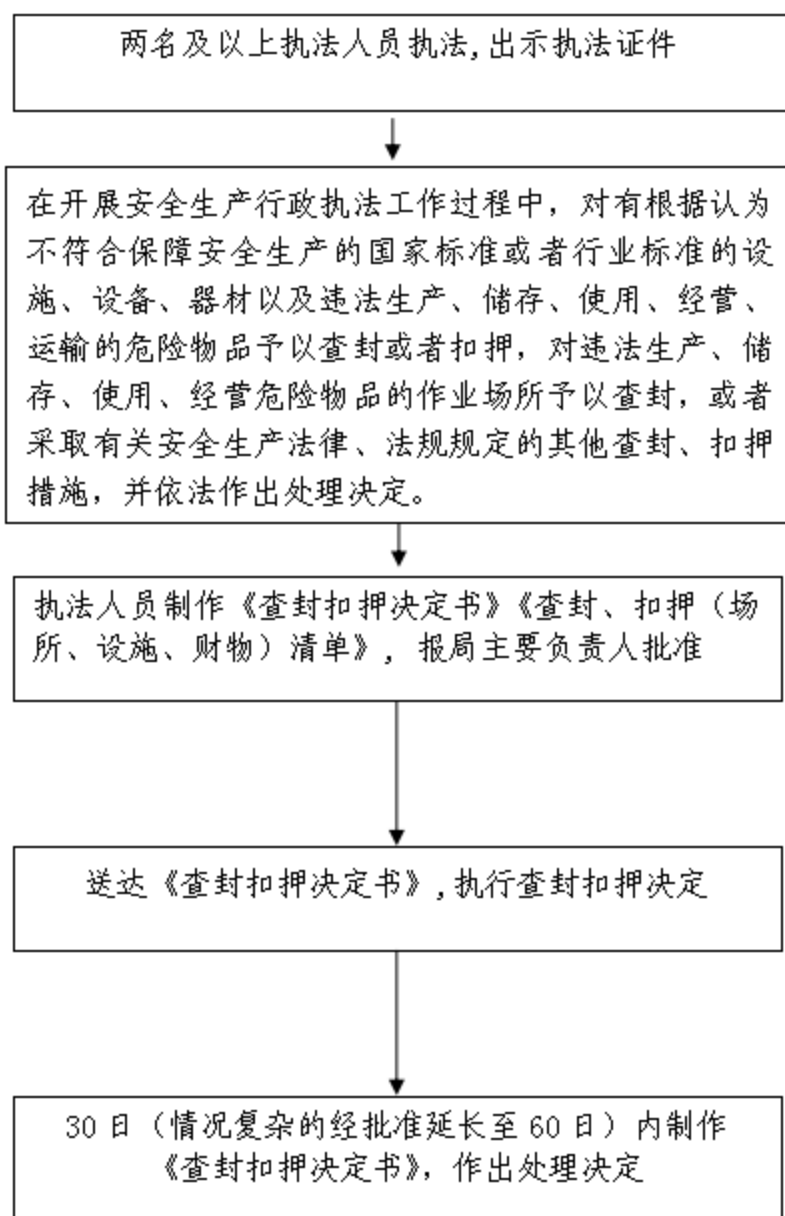 两名及以上执法人员执法,出示执法证件
在开展安全生产行政执法工作过程中，对有根据认为
不符合保障安全生产的国家标准或者行业标准的设
施、设备、器材以及违法生产、储存、使用、经营、
运输的危险物品予以查封或者扣押，对违法生产、储
存、使用、经营危险物品的作业场所予以查封，或者
采取有关安全生产法律、法规规定的其他查封、扣押
措施，并依法作出处理决定。
执法人员制作《查封扣押决定书》《查封、扣押（场
所、设施、财物）清单》，报局主要负责人批准
送达《查封扣押决定书》,执行查封扣押决定
30日（情况复杂的经批准延长至60日）内制作
《查封扣押决定书》，作出处理决定